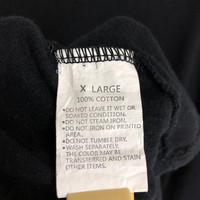 X LARGE
100% COTTON
•DO NOT LEAVE IT WET OR
SOAKED CONDITION.
•DO NOT STEAM IRON.
•DO NOT IRON ON PRINTED
AREA.
•DO NOT TUMBLE DRY.
•WASH SEPARATELY.
THE COLOR MAY BE
TRANSFERRED AND STAIN
OTHER ITEMS.